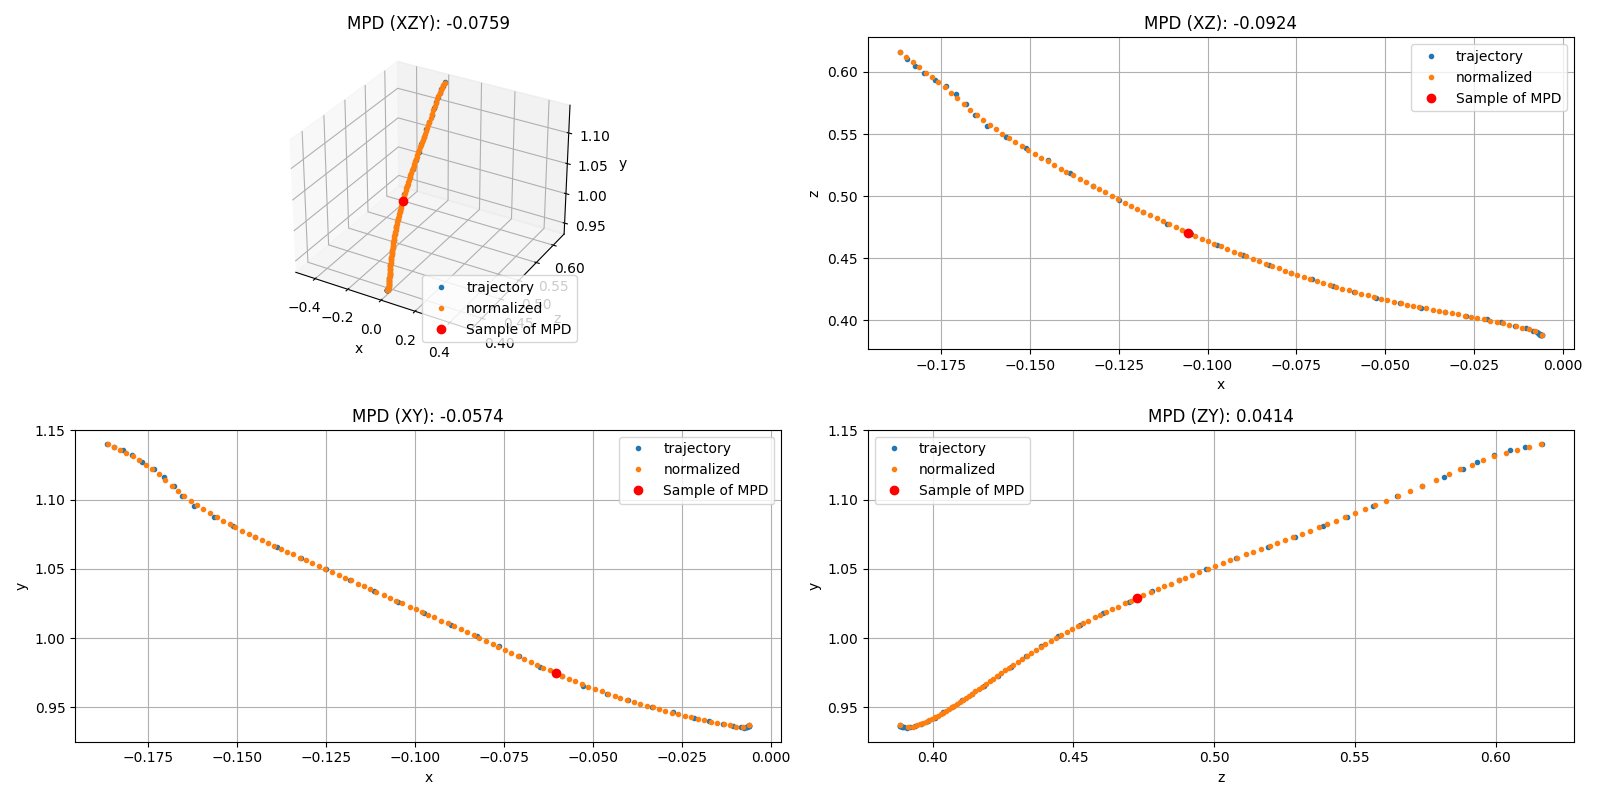 MPD (XZY): -0.0759
1.10
1.05
1.00
0.95
y
0.60
0.55
0.50
0.45
0.40
z
−0.4
−0.2
0.0
0.2
0.4
x
trajectory
normalized
Sample of MPD
MPD (XZ): -0.0924
0.60
0.55
0.50
0.45
0.40
z
trajectory
normalized
Sample of MPD
−0.175
−0.150
−0.125
−0.100
−0.075
−0.050
−0.025
0.000
x
MPD (XY): -0.0574
1.15
1.10
1.05
1.00
0.95
y
trajectory
normalized
Sample of MPD
−0.175
−0.150
−0.125
−0.100
−0.075
−0.050
−0.025
0.000
x
MPD (ZY): 0.0414
1.15
1.10
1.05
1.00
0.95
y
trajectory
normalized
Sample of MPD
0.40
0.45
0.50
0.55
0.60
z